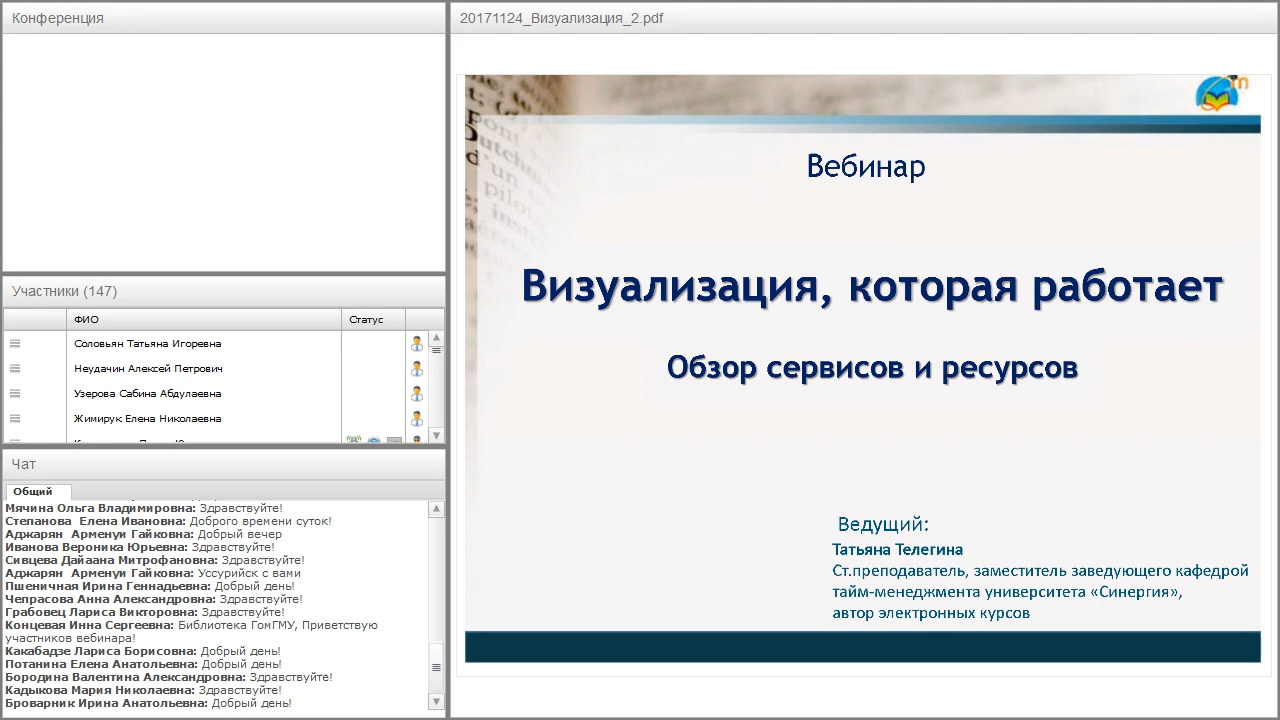 Конференция
20171124_Визуализация_2.pdf
Вебинар
Визуализация, которая работает
Обзор сервисов и ресурсов
Ведущий:
Татьяна Телегина
Ст.преподаватель, заместитель заведующего кафедрой
тайм-менеджмента университета «Синергия»,
автор электронных курсов
Участники (147)
ФИО Статус
Соловьян Татьяна Игоревна
Неудачин Алексей Петрович
Узерова Сабина Абдулаевна
Жимирук Елена Николаевна
Чат
Общий
Мячина Ольга Владимировна: Здравствуйте!
Степанова Елена Ивановна: Доброго времени суток!
Аджарян Арменуи Гайковна: Добрый вечер
Иванова Вероника Юрьевна: Здравствуйте!
Сивцева Дайаана Митрофановна: Здравствуйте!
Аджарян Арменуи Гайковна: Уссурийск с вами
Пшеничная Ирина Геннадьевна: Добрый день!
Чепрасова Анна Александровна: Здравствуйте!
Грабовец Лариса Викторовна: Здравствуйте!
Концевая Инна Сергеевна: Библиотека ГомГМУ, Приветствую
участников вебинара!
Какабадзе Лариса Борисовна: Добрый день!
Потанина Елена Анатольевна: Добрый день!
Бородина Валентина Александровна: Здравствуйте!
Кадыкова Мария Николаевна: Здравствуйте!
Броварник Ирина Анатольевна: Добрый день!